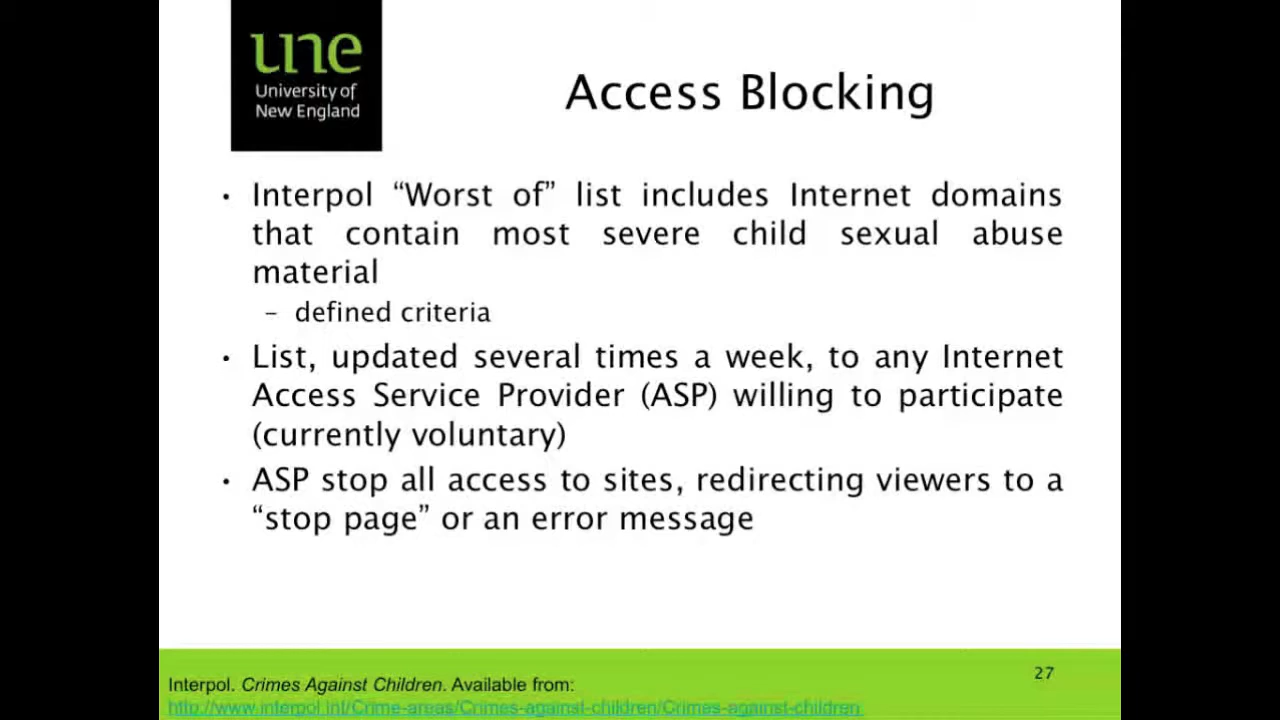 une
University of
New England
Access Blocking
• Interpol “Worst of” list includes Internet domains
that contain most severe child sexual abuse
material
– defined criteria
• List, updated several times a week, to any Internet
Access Service Provider (ASP) willing to participate
(currently voluntary)
• ASP stop all access to sites, redirecting viewers to a
“stop page” or an error message
27
Interpol. Crimes Against Children. Available from:
http://www.interpol.int/Crime-areas/Crimes-against-children/Crimes-against-children